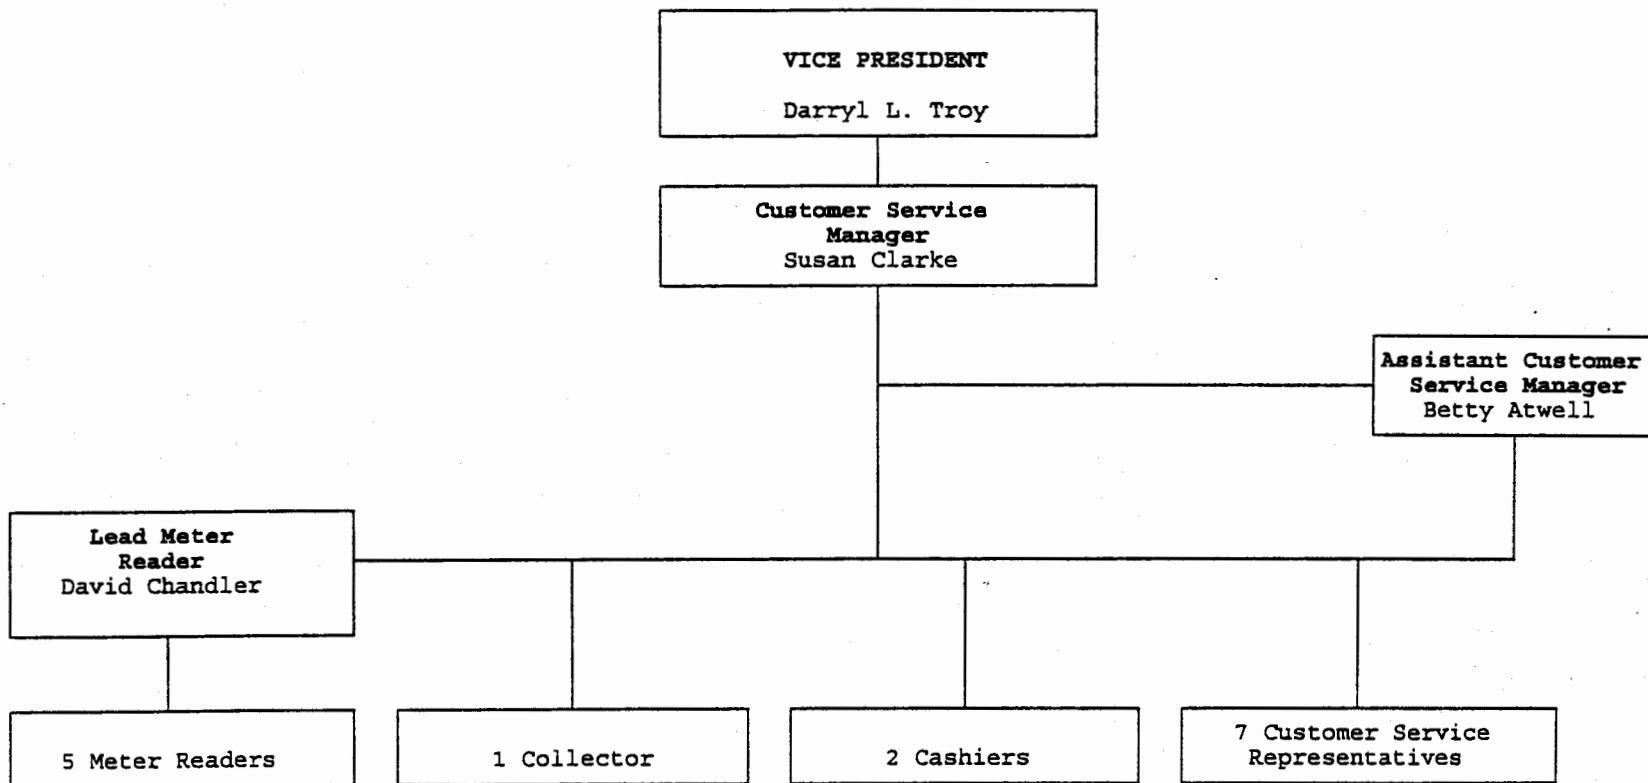 VICE PRESIDENT
Darryl L. Troy
Customer Service
Manager
Susan Clarke
Assistant Customer
Service Manager
Betty Atwell
Lead Meter
Reader
David Chandler
5 Meter Readers
1 Collector
2 Cashiers
7 Customer Service
Representatives